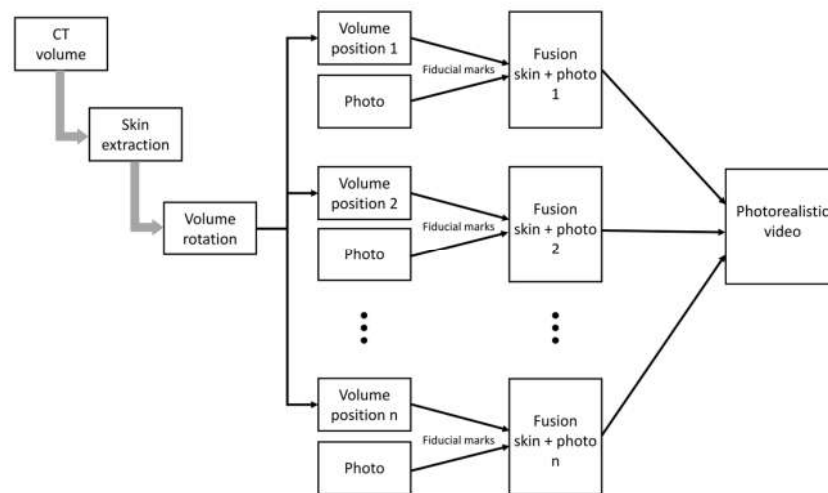 CT
volume
Skin
extraction
Volume
rotation
Volume
position 1
Photo
Fiducial marks
Fusion
skin + photo
1
Volume
position 2
Photo
Fiducial marks
Fusion
skin + photo
2
Volume
position n
Photo
Fiducial marks
Fusion
skin + photo
n
Photorealistic
video